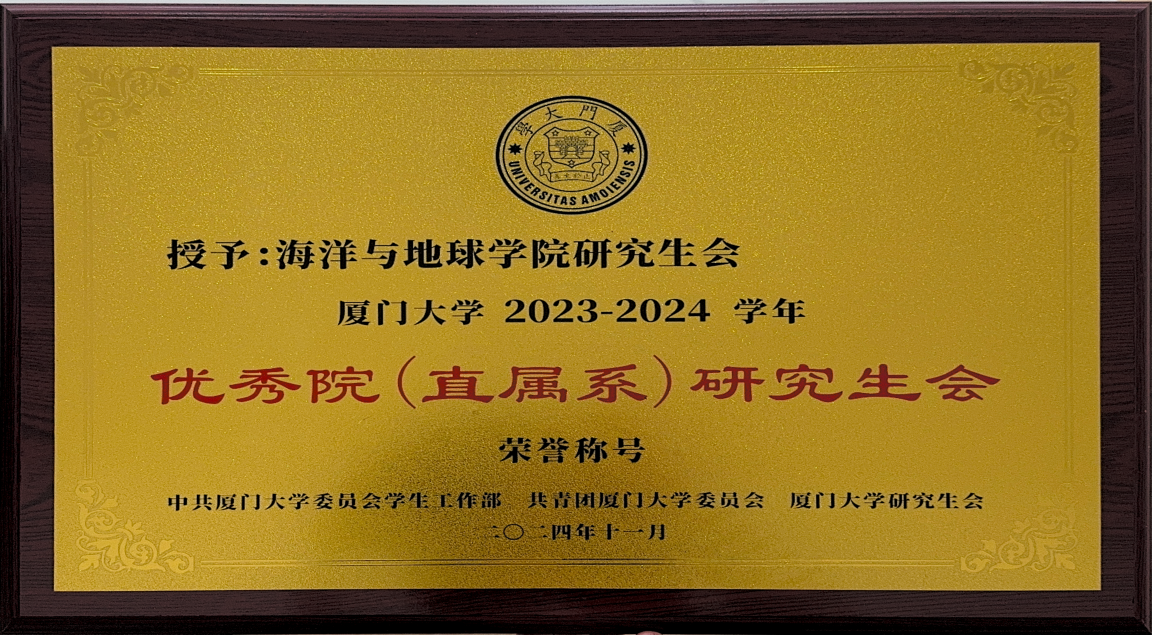 學大門厦
UNIVERSITAS AMOIENSIS
授予:海洋与地球学院研究生会
厦门大学 2023-2024 学年
优秀院(直属系)研究生会
荣誉称号
中共厦门大学委员会学生工作部 共青团厦门大学委员会 厦门大学研究生会
二〇二四年十一月